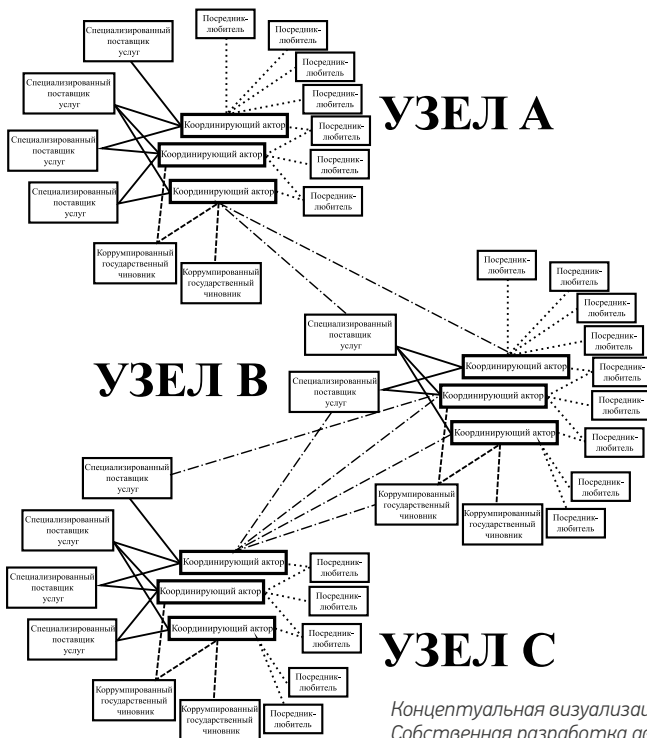 Специализированный
поставщик
услуг
Посредник-
любитель
Посредник-
любитель
Посредник-
любитель
Специализированный
поставщик
услуг
Посредник-
любитель
УЗЕЛ A
Координирующий актор
Посредник-
любитель
Специализированный
поставщик
услуг
Координирующий актор
Посредник-
любитель
Специализированный
поставщик
услуг
Координирующий актор
Посредник-
любитель
Коррумпированный
государственный
чиновник
Коррумпированный
государственный
чиновник
Посредник-
любитель
Посредник-
любитель
Посредник-
любитель
Специализированный
поставщик
услуг
Посредник-
любитель
УЗЕЛ B
Координирующий актор
Посредник-
любитель
Специализированный
поставщик
услуг
Координирующий актор
Посредник-
любитель
Координирующий актор
Посредник-
любитель
Специализированный
поставщик
услуг
Посредник-
любитель
Коррумпированный
государственный
чиновник
Коррумпированный
государственный
чиновник
Посредник-
любитель
Специализированный
поставщик
услуг
Координирующий актор
Посредник-
любитель
Специализированный
поставщик
услуг
Координирующий актор
Посредник-
любитель
Специализированный
поставщик
услуг
Координирующий актор
Посредник-
любитель
УЗЕЛ C
Коррумпированный
государственный
чиновник
Коррумпированный
государственный
чиновник
Посредник-
любитель
Посредник-
любитель
Концептуальная
Собственная разработка